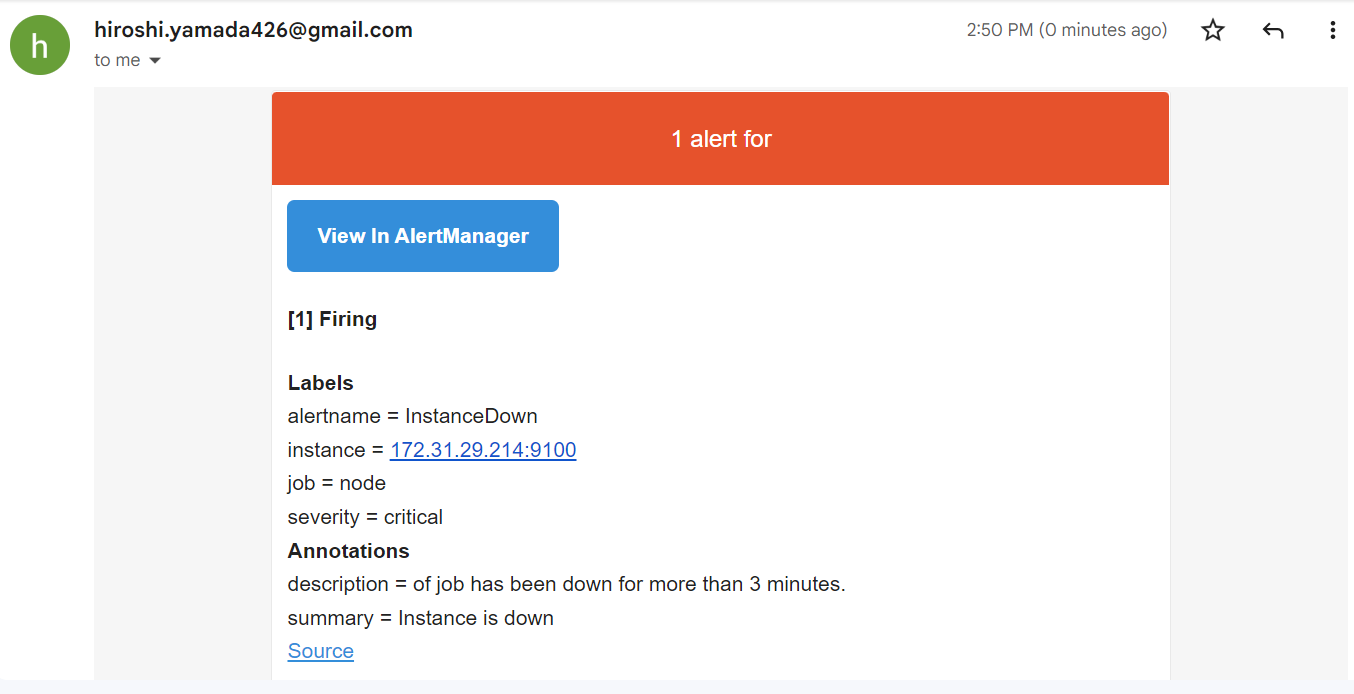 h
hiroshi.yamada426@gmail.com
2:50 PM (0 minutes ago)
to me
1 alert for
View In AlertManager
[1] Firing
Labels
alertname = InstanceDown
instance = 172.31.29.214:9100
job = node
severity = critical
Annotations
description = of job has been down for more than 3 minutes.
summary = Instance is down
Source